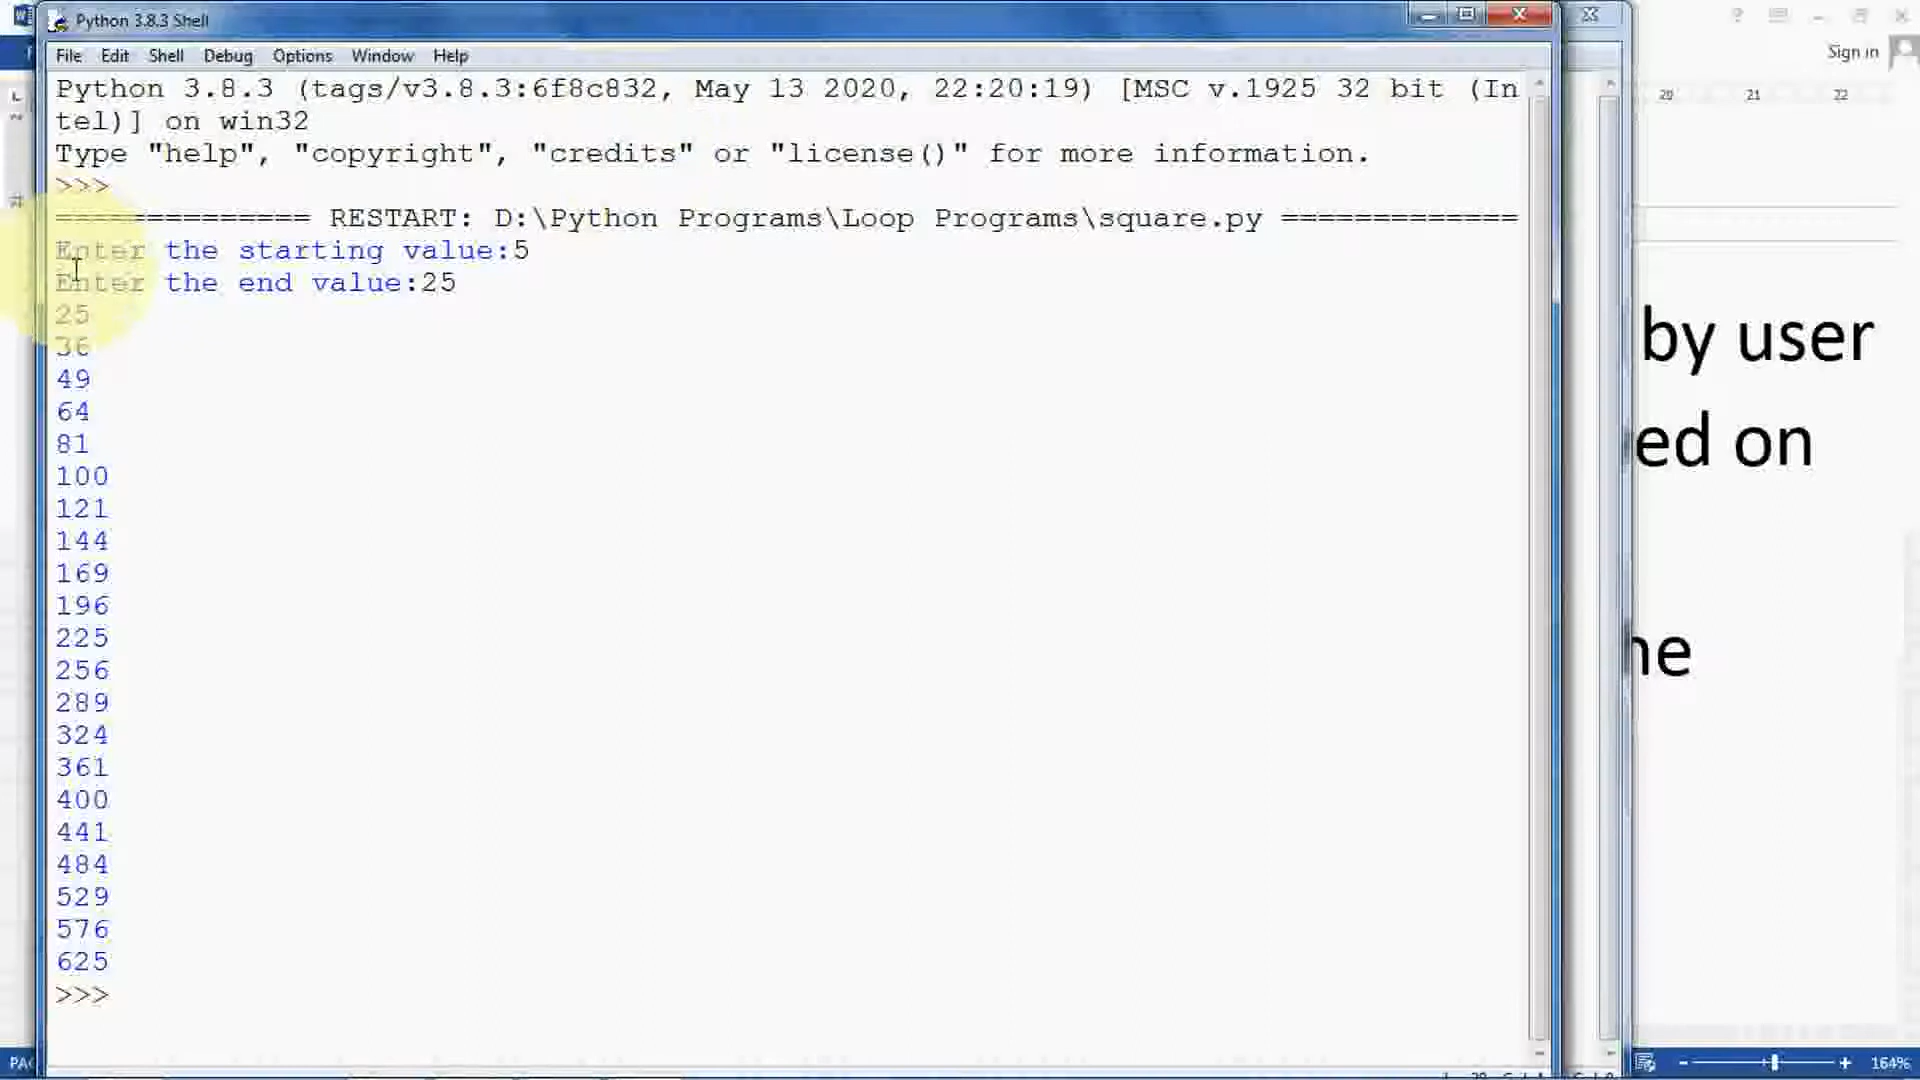 Python 3.8.3 Shell
Sign in
File Edit Shell Debug Options Window Help
20 21 22
Python 3.8.3 (tags/v3.8.3:6f8c832, May 13 2020, 22:20:19) [MSC v.1925 32 bit (In
tel)] on win32
Type "help", "copyright", "credits" or "license()" for more information.
>>>
============== RESTART: D:\Python Programs\Loop Programs\square.py =============
Enter the starting value:5
Enter the end value:25
25
36
49
64
81
100
121
144
169
196
225
256
289
324
361
400
441
484
529
576
625
>>>
by user
ed on
he
164%